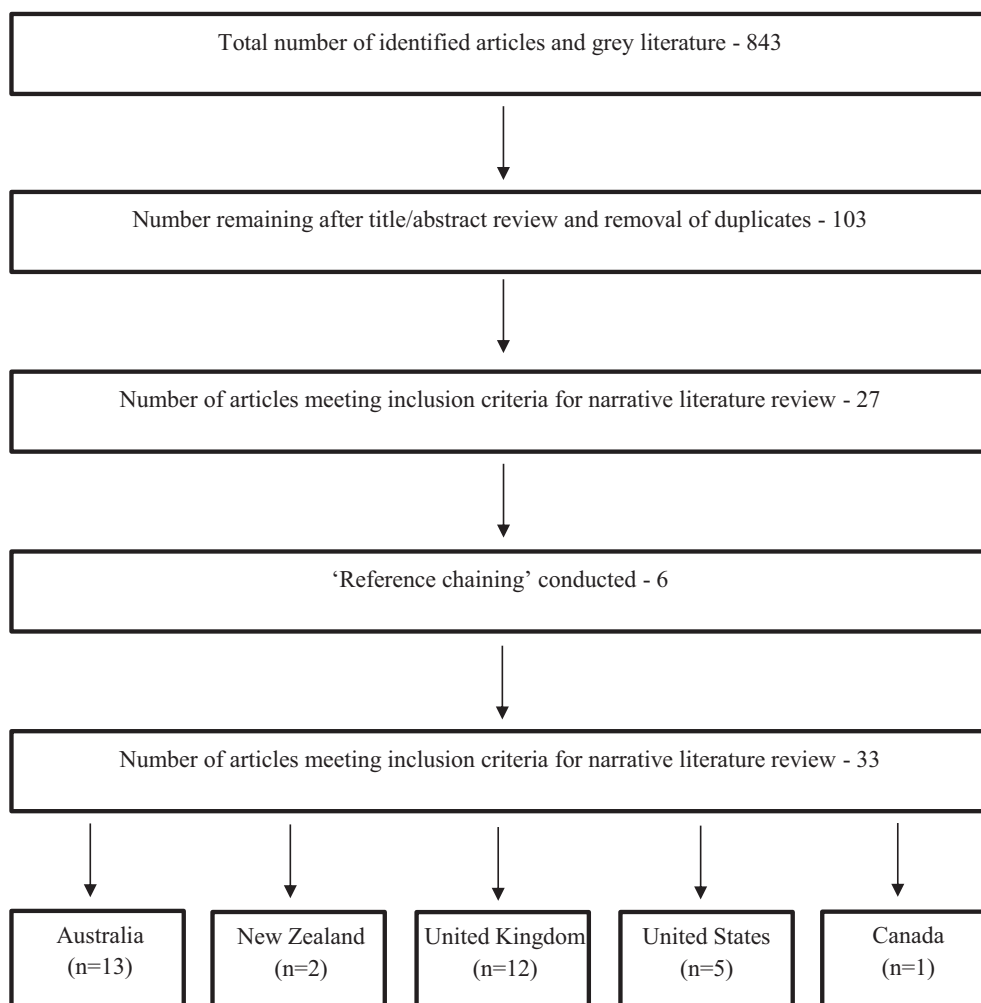 Total number of identified articles and grey literature - 843
Number remaining after title/abstract review and removal of duplicates - 103
Number of articles meeting inclusion criteria for narrative literature review - 27
‘Reference chaining’ conducted - 6
Number of articles meeting inclusion criteria for narrative literature review - 33
Australia
(n=13)
New Zealand
(n=2)
United Kingdom
(n=12)
United States
(n=5)
Canada
(n=1)